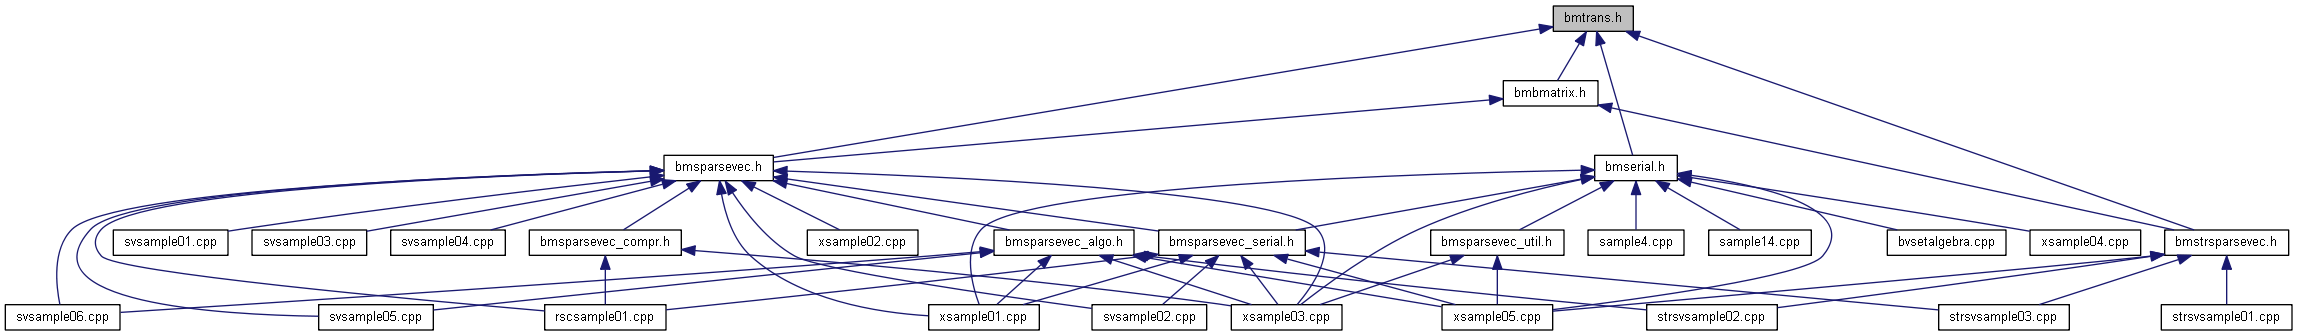 bmtrans.h
bmbmatrix.h
bmsparsevec.h
bmserial.h
svsample01.cpp
svsample03.cpp
svsample04.cpp
bmsparsevec_compr.h
xsample02.cpp
bmsparsevec_algo.h
bmsparsevec_serial.h
bmsparsevec_util.h
sample4.cpp
sample14.cpp
bvsetalgebra.cpp
xsample04.cpp
bmstrsparsevec.h
svsample06.cpp
svsample05.cpp
rscsample01.cpp
xsample01.cpp
svsample02.cpp
xsample03.cpp
xsample05.cpp
strsvsample02.cpp
strsvsample03.cpp
strsvsample01.cpp